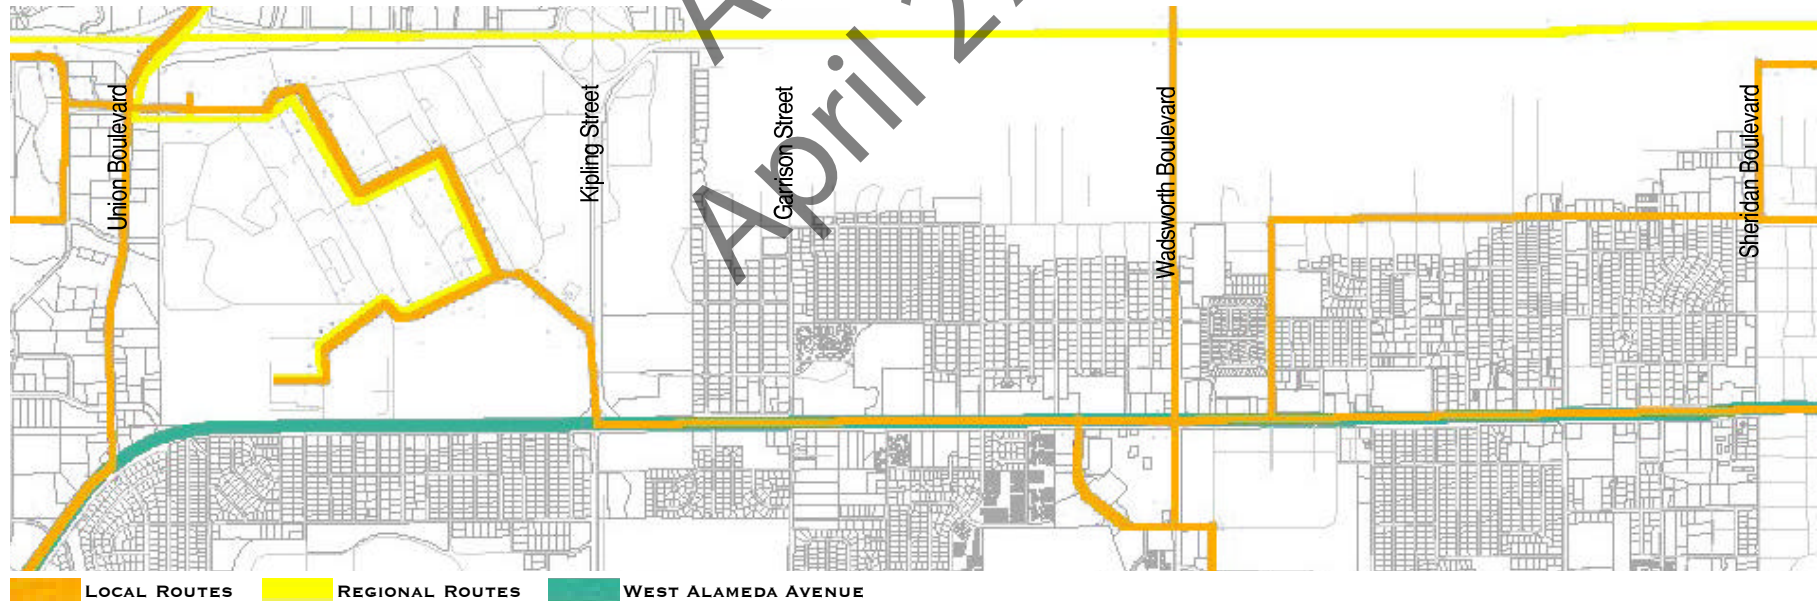 April 2
Union Boulevard
Kipling Street
Garrison Street
Wadsworth Boulevard
Sheridan Boulevard
Local Routes
Regional Routes
West Alameda Avenue